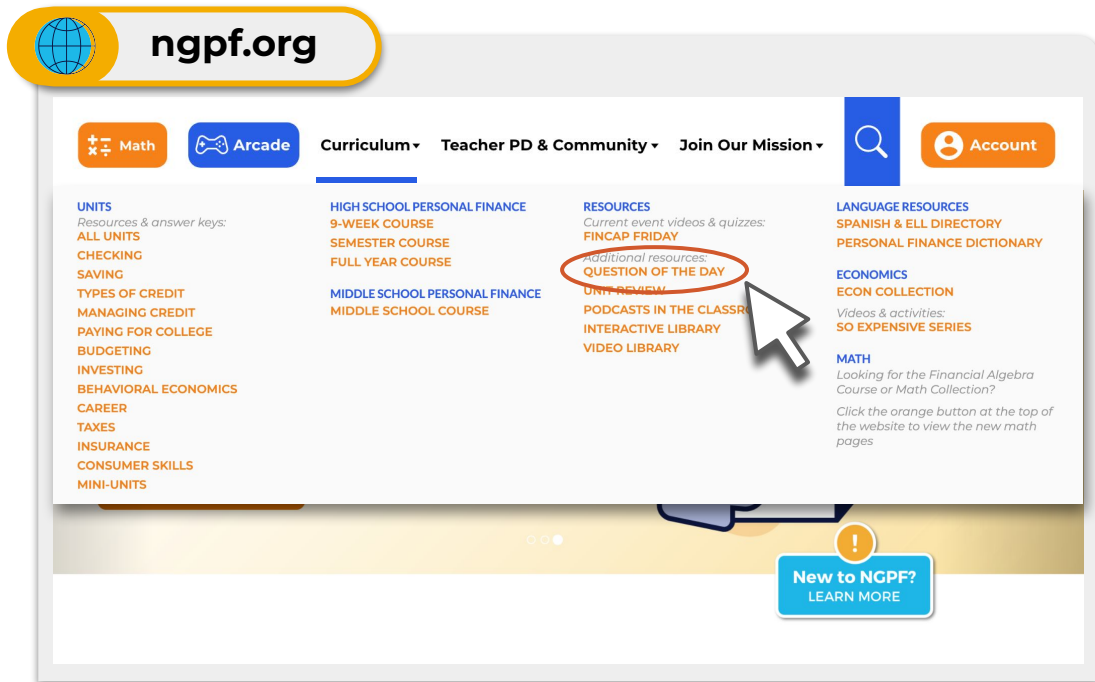 ngpf.org
Math
Arcade
Curriculum
Teacher PD & Community
Join Our Mission
Account
UNITS
Resources & answer keys:
ALL UNITS
CHECKING
SAVING
TYPES OF CREDIT
MANAGING CREDIT
PAYING FOR COLLEGE
BUDGETING
INVESTING
BEHAVIORAL ECONOMICS
CAREER
TAXES
INSURANCE
CONSUMER SKILLS
MINI-UNITS
HIGH SCHOOL PERSONAL FINANCE
9-WEEK COURSE
SEMESTER COURSE
FULL YEAR COURSE
MIDDLE SCHOOL PERSONAL FINANCE
MIDDLE SCHOOL COURSE
RESOURCES
Current event videos & quizzes:
FINCAP FRIDAY
Additional resources:
QUESTION OF THE DAY
UNIT REVIEW
PODCASTS IN THE
INTERACTIVE LIBRARY
VIDEO LIBRARY
LANGUAGE RESOURCES
SPANISH & ELL DIRECTORY
PERSONAL FINANCE DICTIONARY
ECONOMICS
ECON COLLECTION
Videos & activities:
SO EXPENSIVE SERIES
MATH
Looking for the Financial Algebra
Course or Math Collection?
Click the orange button at the top of
the website to view the new math
pages
!
New to NGPF?
LEARN MORE